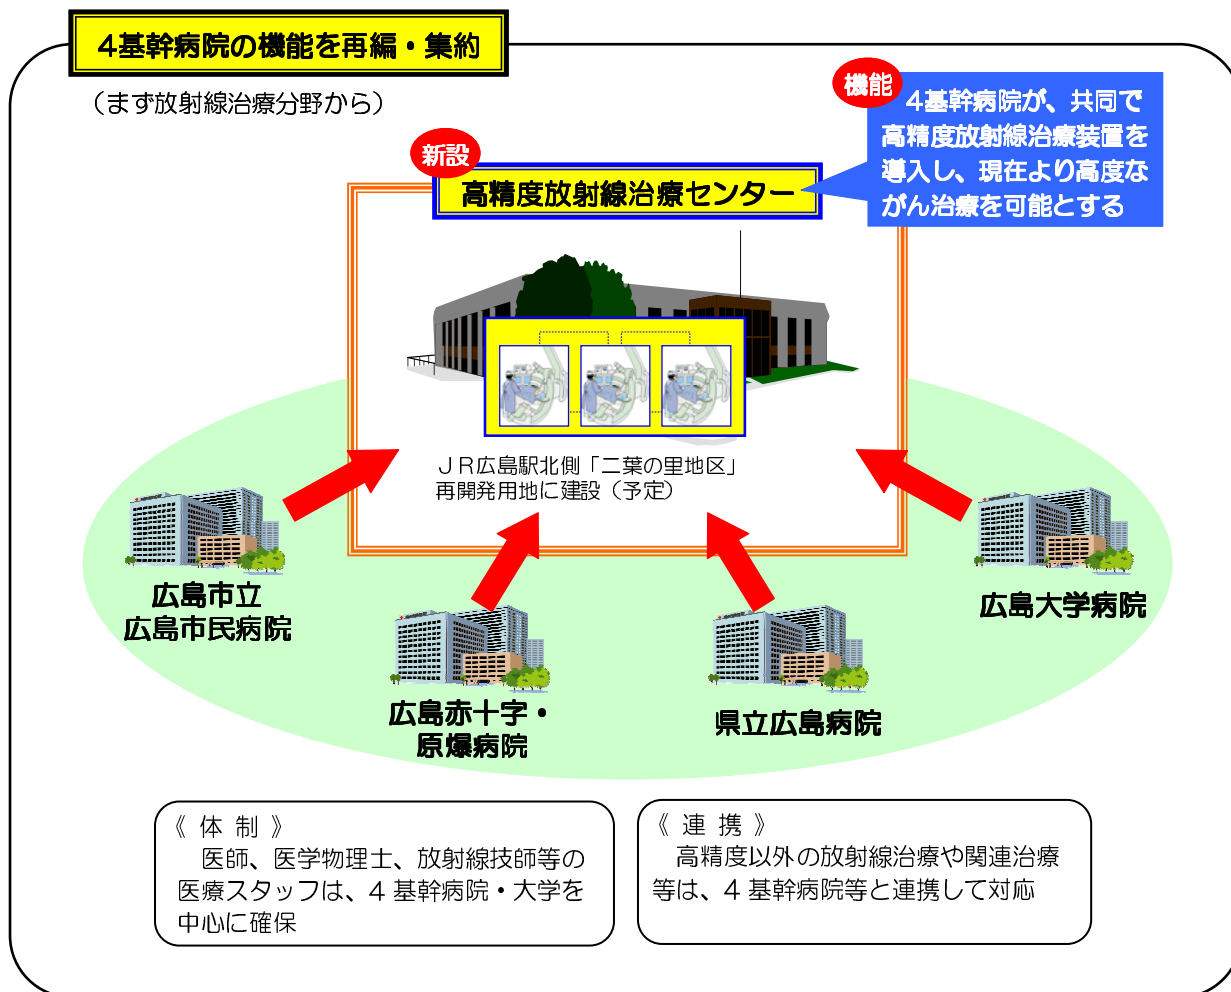 4基幹病院の機能を再編・集約
（まず放射線治療分野から）
機能
4基幹病院が、共同で
高精度放射線治療装置を
導入し、現在より高度な
がん治療を可能とする
新設
高精度放射線治療センター
ＪＲ広島駅北側「二葉の里地区」
再開発用地に建設（予定）
広島市立
広島市民病院
広島赤十字・
原爆病院
県立広島病院
広島大学病院
《 体 制 》
医師、医学物理士、放射線技師等の
医療スタッフは、4 基幹病院・大学を
中心に確保
《 連 携 》
高精度以外の放射線治療や関連治療
等は、4 基幹病院等と連携して対応